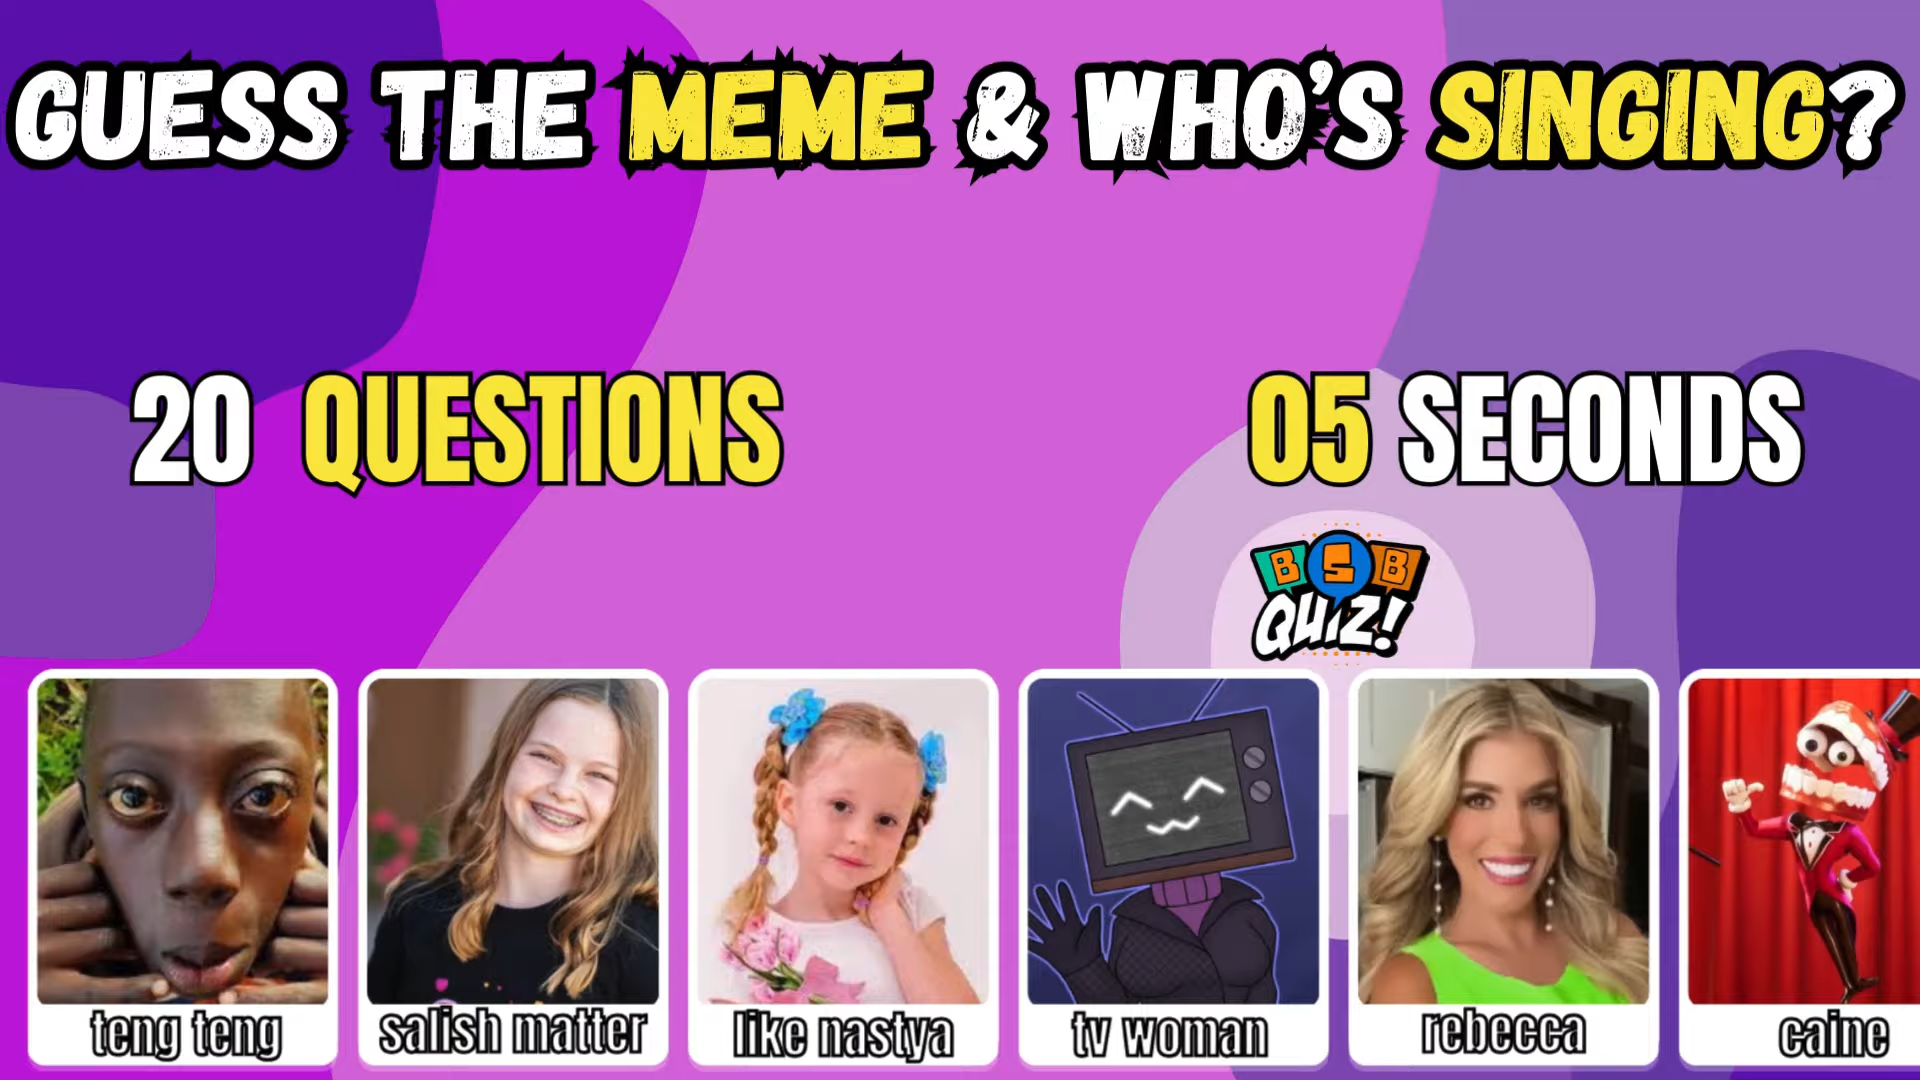 GUESS THE MEME & WHO'S SINGING?
20 QUESTIONS
05 SECONDS
BSB
QUIZ!
teng teng
salish matter
like nastya
tv woman
rebecca
caine